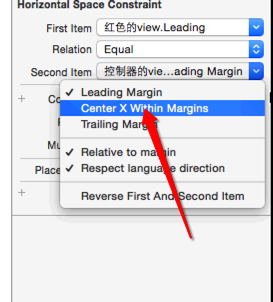 Horizontal Space Constraint
First Item 红色的view.Leading
Relation Equal
Second Item 控制器的vie...ading Margin
✓ Leading Margin
Center X Within Margins
Trailing Margin
✓ Relative to margin
✓ Respect language direction
Place
Reverse First And Second Item